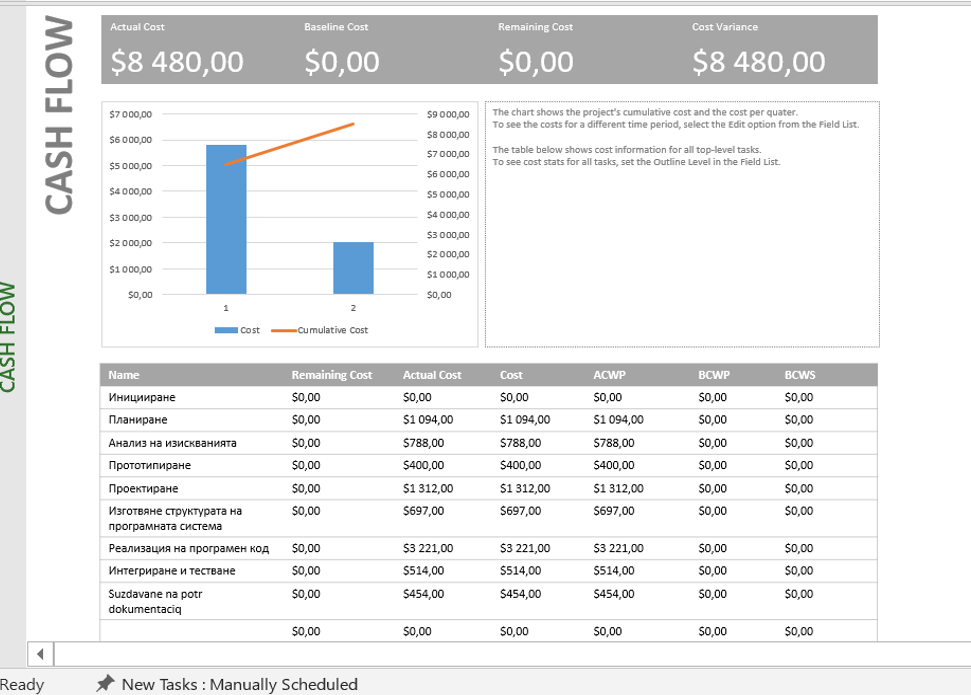 CASH FLOW
CASH FLOW
Actual Cost Baseline Cost Remaining Cost Cost Variance
$8 480,00 $0,00 $0,00 $8 480,00
$7 000,00
$6 000,00
$5 000,00
$4 000,00
$3 000,00
$2 000,00
$1 000,00
$0,00
$9 000,00
$8 000,00
$7 000,00
$6 000,00
$5 000,00
$4 000,00
$3 000,00
$2 000,00
$1 000,00
$0,00
1 2
Cost Cumulative Cost
The chart shows the project's cumulative cost and the cost per quater.
To see the costs for a different time period, select the Edit option from the Field List.
The table below shows cost information for all top-level tasks.
To see cost stats for all tasks, set the Outline Level in the Field List.
Name Remaining Cost Actual Cost Cost ACWP BCWP BCWS
Иницииране $0,00 $0,00 $0,00 $0,00 $0,00 $0,00
Планиране $0,00 $1 094,00 $1 094,00 $1 094,00 $0,00 $0,00
Анализ на изискванията $0,00 $788,00 $788,00 $788,00 $0,00 $0,00
Прототипиране $0,00 $400,00 $400,00 $400,00 $0,00 $0,00
Проектиране $0,00 $1 312,00 $1 312,00 $1 312,00 $0,00 $0,00
Изготвяне структурата на $0,00 $697,00 $697,00 $697,00 $0,00 $0,00
програмната система
Реализация на програмен код $0,00 $3 221,00 $3 221,00 $3 221,00 $0,00 $0,00
Интегриране и тестване $0,00 $514,00 $514,00 $514,00 $0,00 $0,00
Suzdavane na potr $0,00 $454,00 $454,00 $454,00 $0,00 $0,00
dokumentaciq
$0,00 $0,00 $0,00 $0,00 $0,00 $0,00
Ready New Tasks : Manually Scheduled